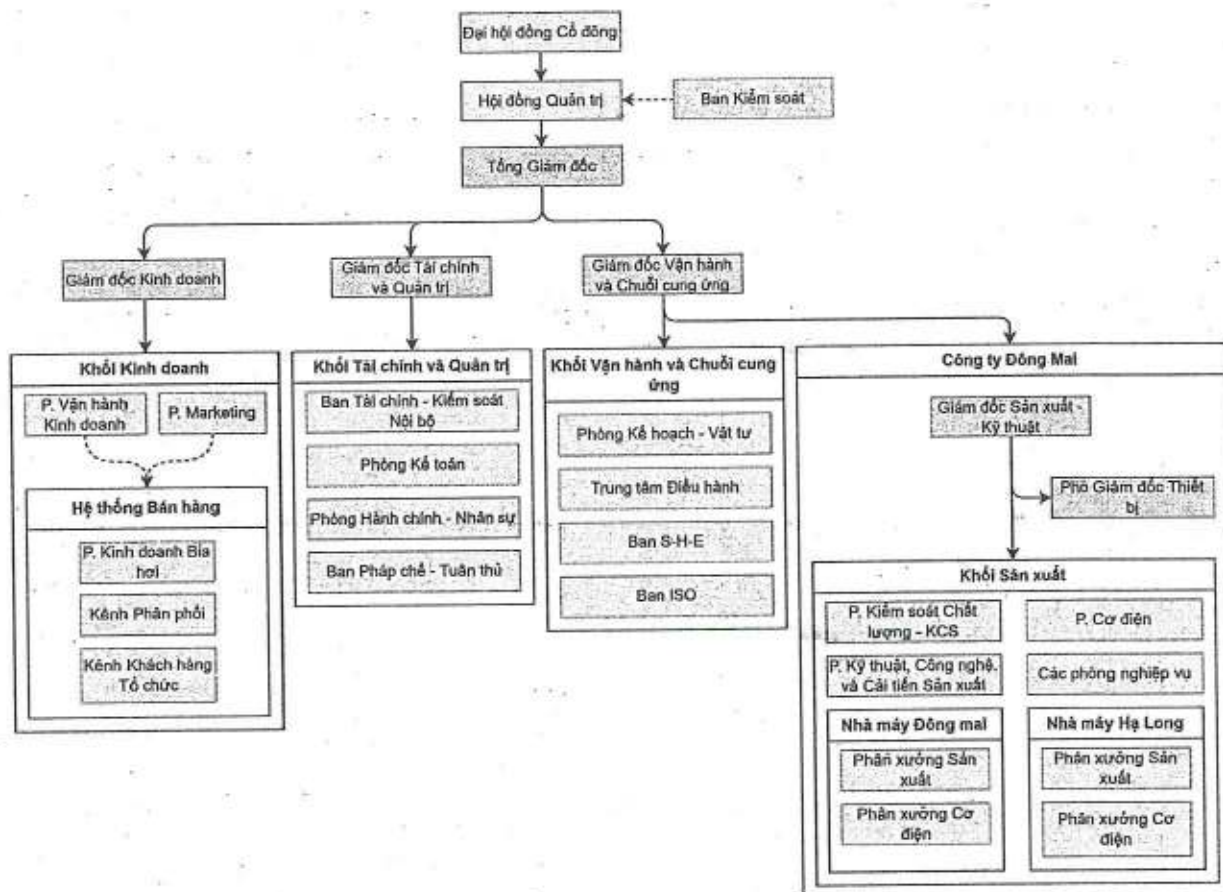 Đại hội đồng Cổ đông
Hội đồng Quản trị
Ban Kiểm soát
Tổng Giám đốc
Giám đốc Kinh doanh
Giám đốc Tài chính
và Quản trị
Giám đốc Vận hành
và Chuỗi cung ứng
Khối Kinh doanh
P. Vận hành
Kinh doanh
P. Marketing
Hệ thống Bán hàng
P. Kinh doanh Bia
hơi
Kênh Phân phối
Kênh Khách hàng
Tổ chức
Khối Tài chính và Quản trị
Ban Tài chính - Kiểm soát
Nội bộ
Phòng Kế toán
Phòng Hành chính - Nhân sự
Ban Pháp chế - Tuân thủ
Khối Vận hành và Chuỗi cung
ứng
Phòng Kế hoạch - Vật tư
Trung tâm Điều hành
Ban S-H-E
Ban ISO
Công ty Đông Mai
Giám đốc Sản xuất -
Kỹ thuật
Phó Giám đốc Thiết
bị
Khối Sản xuất
P. Kiểm soát Chất
lượng - KCS
P. Cơ điện
P. Kỹ thuật, Công nghệ,
và Cải tiến Sản xuất
Các phòng nghiệp vụ
Nhà máy Đông mai
Phân xưởng Sản
xuất
Phân xưởng Cơ
điện
Nhà máy Hạ Long
Phân xưởng Sản
xuất
Phân xưởng Cơ
điện